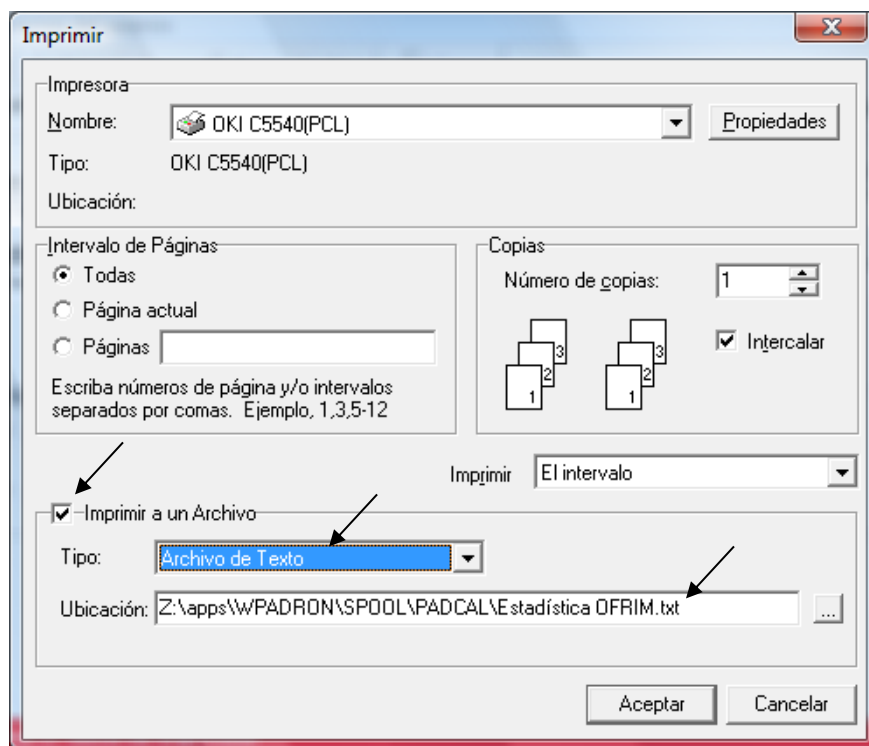 Imprimir
Impresora
Nombre:
OKI C5540(PCL)
Propiedades
Tipo:
OKI C5540(PCL)
Ubicación:
Intervalo de Páginas
Todas
Página actual
Páginas
Escriba números de página y/o intervalos
separados por comas. Ejemplo, 1,3,5-12
Copias
Número de copias:
1
3
2
1
3
2
1
Intercalar
Imprimir
El intervalo
Imprimir a un Archivo
Tipo:
Archivo de Texto
Ubicación:
Z:\apps\WPADRON\SPOOL\PADCAL\Estadística OFRIM.txt
...
Aceptar
Cancelar